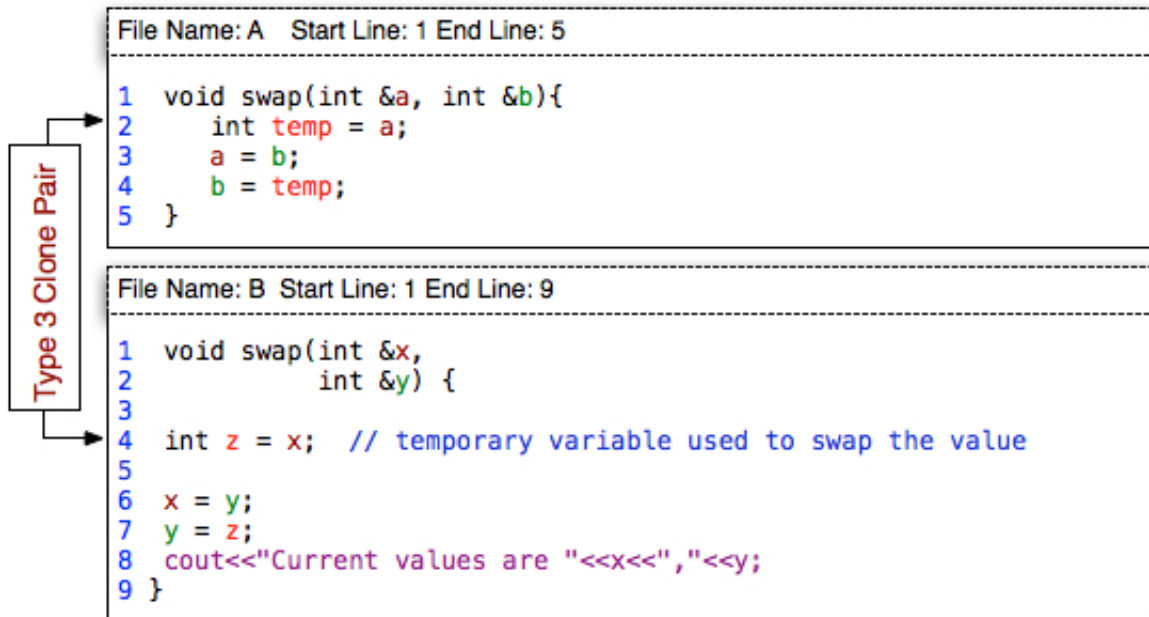 File Name: A    Start Line: 1 End Line: 5
1  void swap(int &a, int &b){
2     int temp = a;
3     a = b;
4     b = temp;
5  }
Type 3 Clone Pair
File Name: B  Start Line: 1 End Line: 9
1  void swap(int &x,
2            int &y) {
3
4  int z = x;  // temporary variable used to swap the value
5
6  x = y;
7  y = z;
8  cout<<"Current values are "<<x<<","<<y;
9 }